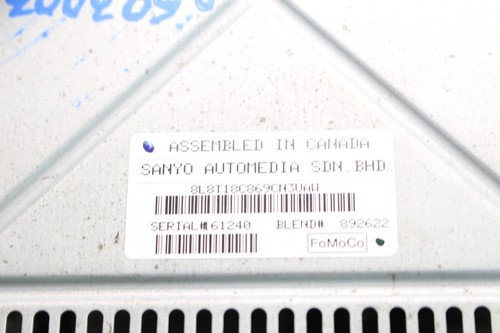 ASSEMBLED IN CANADA
SANYO AUTOMEDIA SDN.BHD.
8L8T18C869CN3UAW
SERIAL# 61240 BLEND# 892622
FoMoCo